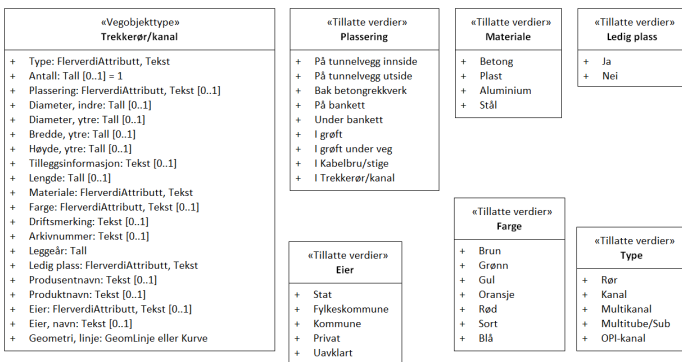 «Vegobjekttype»
Trekkerør/kanal
+ Type: FlerverdiAttributt, Tekst
+ Antall: Tall [0..1] = 1
+ Plassering: FlerverdiAttributt, Tekst [0..1]
+ Diameter, indre: Tall [0..1]
+ Diameter, ytre: Tall [0..1]
+ Bredde, ytre: Tall [0..1]
+ Høyde, ytre: Tall [0..1]
+ Tilleggsinformasjon: Tekst [0..1]
+ Lengde: Tall [0..1]
+ Materiale: FlerverdiAttributt, Tekst
+ Farge: FlerverdiAttributt, Tekst [0..1]
+ Driftsmerking: Tekst [0..1]
+ Arkivnummer: Tekst [0..1]
+ Leggeår: Tall
+ Ledig plass: FlerverdiAttributt, Tekst
+ Produsentnavn: Tekst [0..1]
+ Produktnavn: Tekst [0..1]
+ Eier: FlerverdiAttributt, Tekst [0..1]
+ Eier, navn: Tekst [0..1]
+ Geometri, linje: GeomLinje eller Kurve
«Tillatte verdier»
Plassering
+ På tunnelvegg innside
+ På tunnelvegg utside
+ Bak betongrekkverk
+ På bankett
+ Under bankett
+ I grøft
+ I grøft under veg
+ I Kabelbru/stige
+ I Trekkerør/kanal
«Tillatte verdier»
Materiale
+ Betong
+ Plast
+ Aluminium
+ Stål
«Tillatte verdier»
Ledig plass
+ Ja
+ Nei
«Tillatte verdier»
Eier
+ Stat
+ Fylkeskommune
+ Kommune
+ Privat
+ Uavklart
«Tillatte verdier»
Farge
+ Brun
+ Grønn
+ Gul
+ Oransje
+ Rød
+ Sort
+ Blå
«Tillatte verdier»
Type
+ Rør
+ Kanal
+ Multikanal
+ Multitube/Sub
+ OPI-kanal